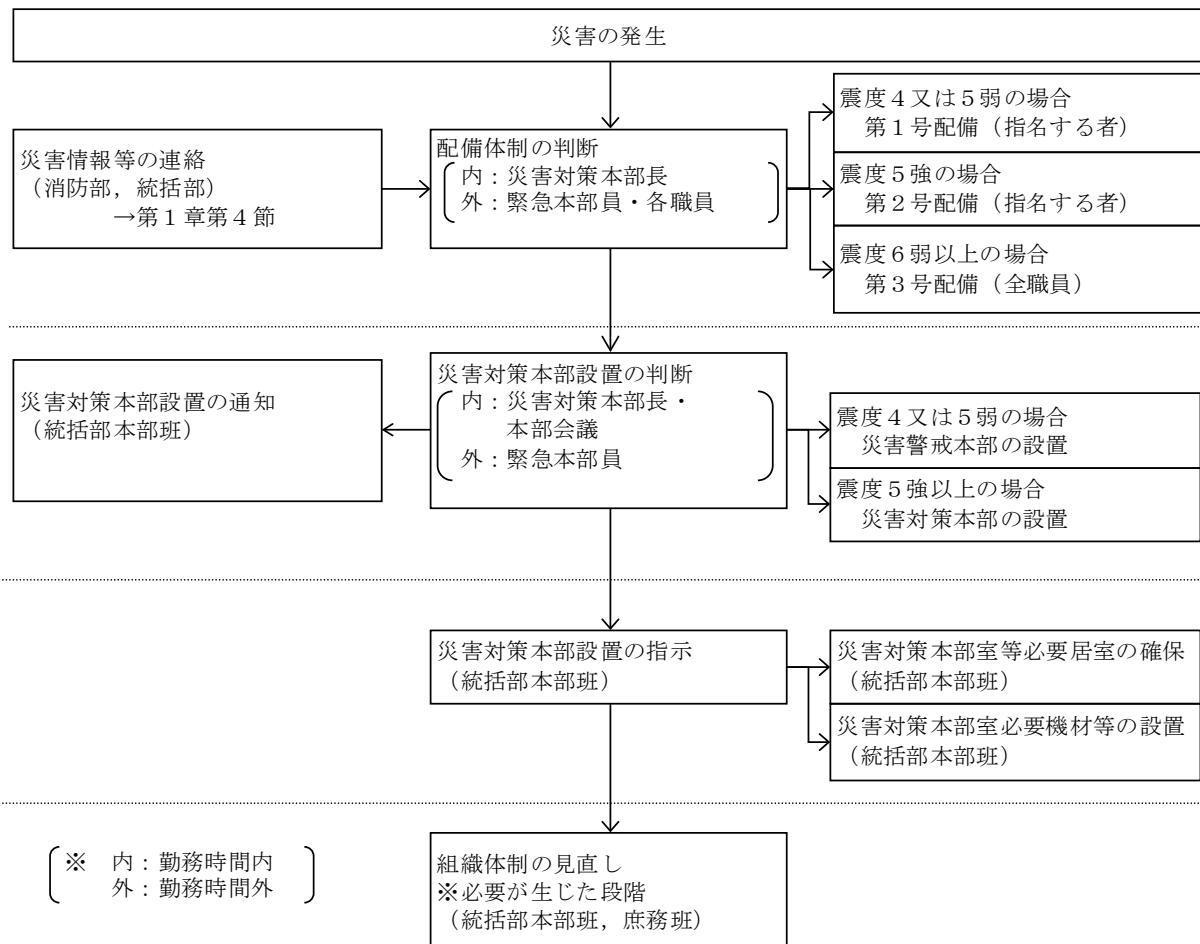 災害の発生
災害情報等の連絡
（消防部，統括部）
→第１章第４節
配備体制の判断
内：災害対策本部長
外：緊急本部員・各職員
震度４又は５弱の場合
第１号配備（指名する者）
震度５強の場合
第２号配備（指名する者）
震度６弱以上の場合
第３号配備（全職員）
災害対策本部設置の通知
（統括部本部班）
災害対策本部設置の判断
内：災害対策本部長・
本部会議
外：緊急本部員
震度４又は５弱の場合
災害警戒本部の設置
震度５強以上の場合
災害対策本部の設置
災害対策本部設置の指示
（統括部本部班）
災害対策本部室等必要居室の確保
（統括部本部班）
災害対策本部室必要機材等の設置
（統括部本部班）
※　内：勤務時間内
外：勤務時間外
組織体制の見直し
※必要が生じた段階
（統括部本部班，庶務班）